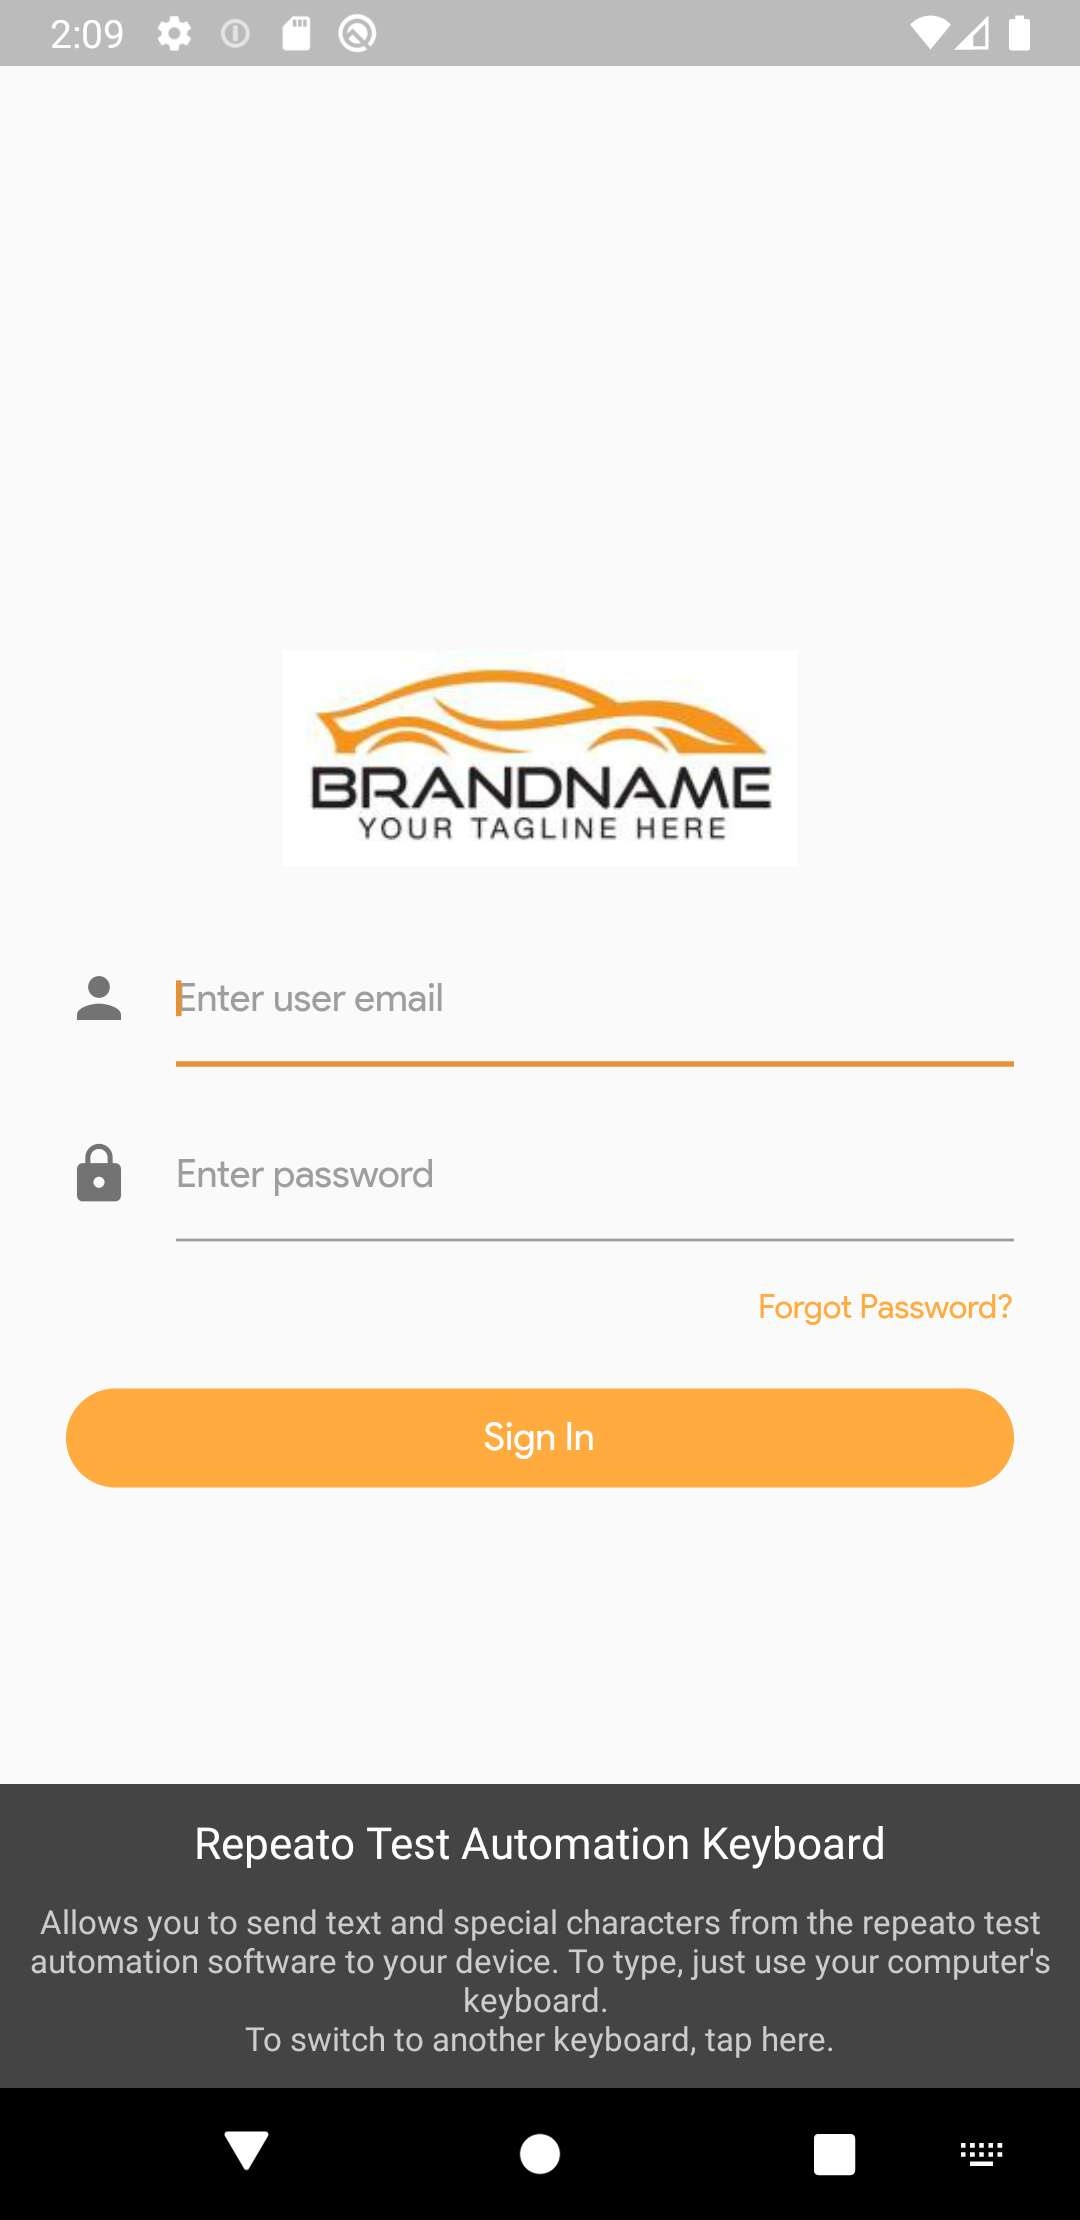 2:09
BRANDNAME
YOUR TAGLINE HERE
Enter user email
Enter password
Forgot Password?
Sign In
Repeato Test Automation Keyboard
Allows you to send text and special characters from the repeato test
automation software to your device. To type, just use your computer's
keyboard.
To switch to another keyboard, tap here.